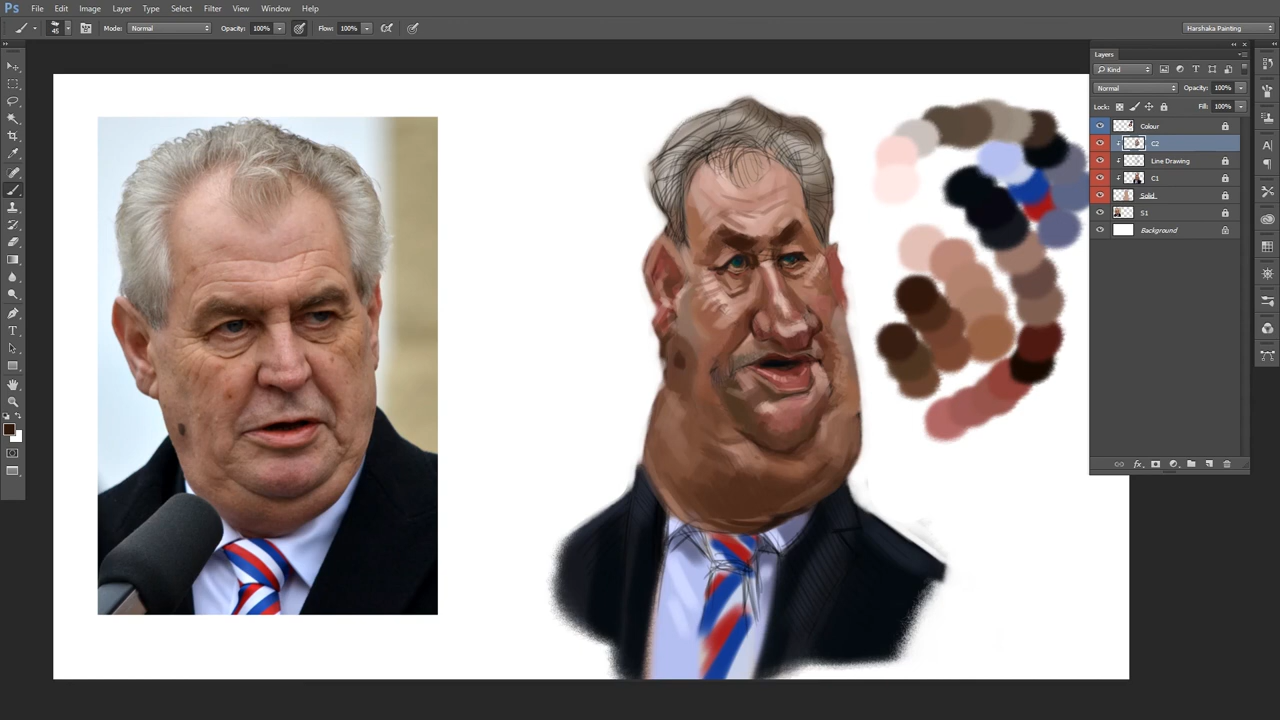 Ps File Edit Image Layer Type Select Filter View Window Help
45 Mode: Normal Opacity: 100% Flow: 100% Harshaka Painting
Layers
Kind
Normal Opacity: 100%
Lock: Fill: 100%
Colour
C2
Line Drawing
C1
Solid
S1
Background